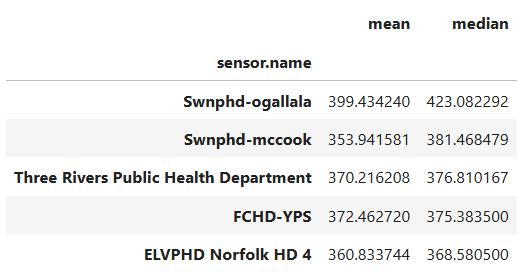 mean median
sensor.name
Swnphd-ogallala 399.434240 423.082292
Swnphd-mccook 353.941581 381.468479
Three Rivers Public Health Department 370.216208 376.810167
FCHD-YPS 372.462720 375.383500
ELVPHD Norfolk HD 4 360.833744 368.580500